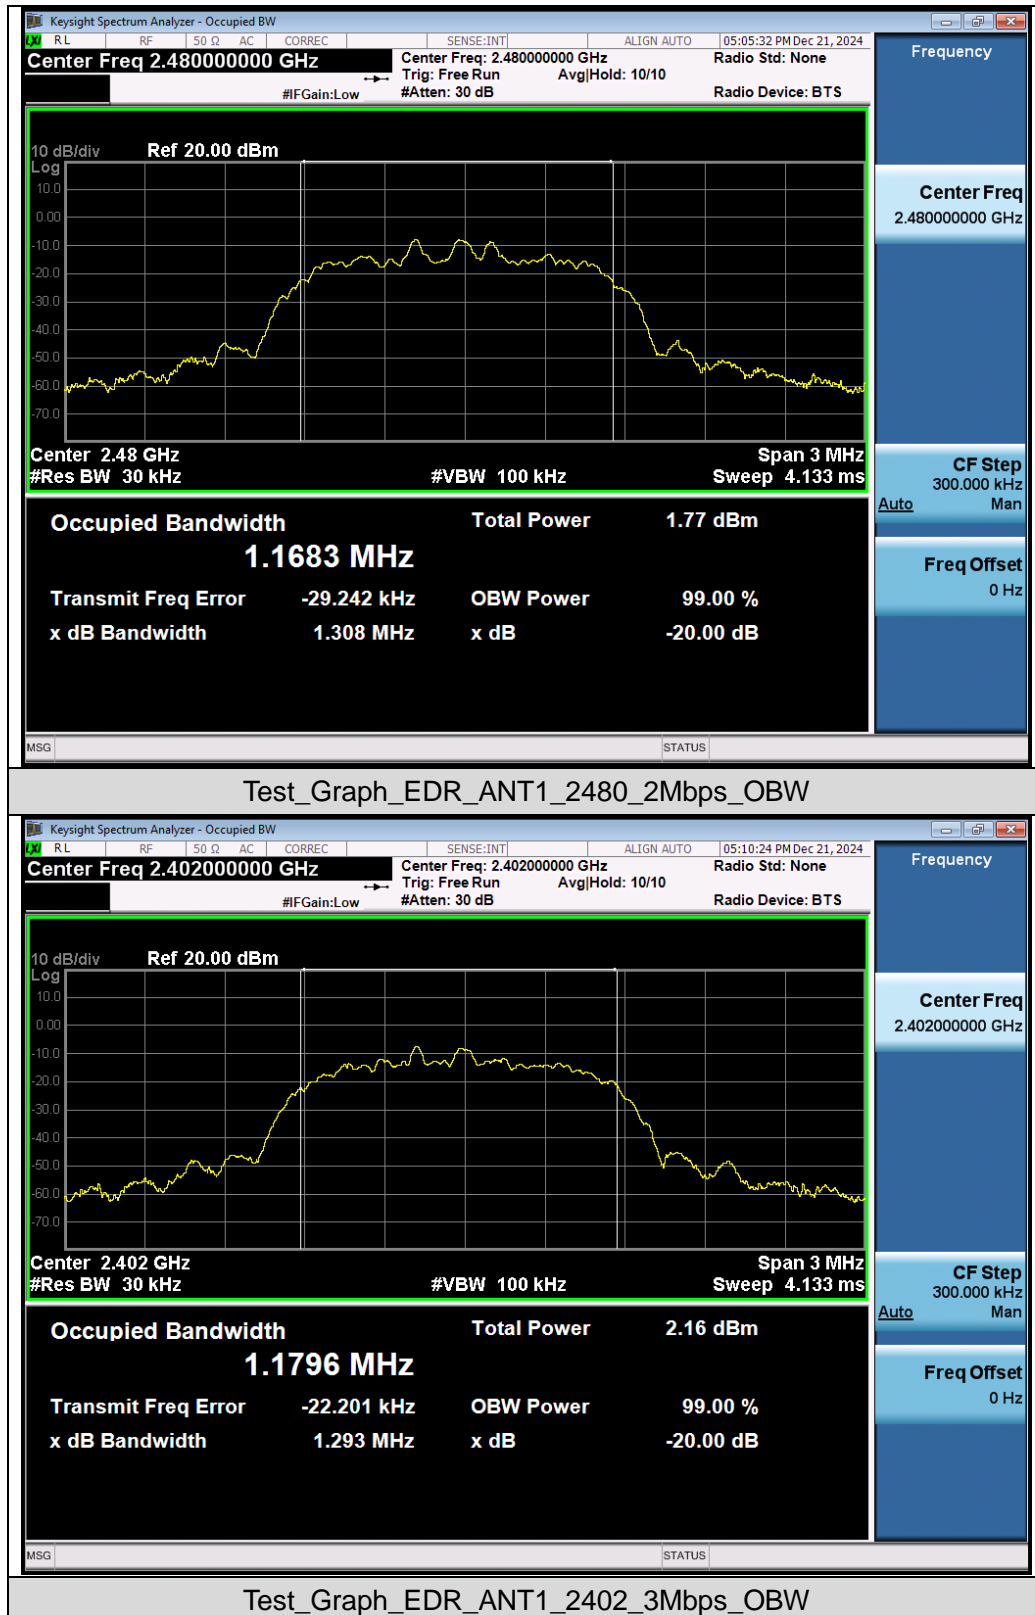 Keysight Spectrum Analyzer - Occupied BW
LXI RL RF 50 Ω AC CORREC SENSE:INT ALIGN AUTO 05:05:32 PM Dec 21, 2024
Center Freq 2.480000000 GHz
Center Freq: 2.480000000 GHz Radio Std: None
Trig: Free Run Avg|Hold: 10/10
#IFGain:Low #Atten: 30 dB Radio Device: BTS
Frequency
10 dB/div Ref 20.00 dBm
Log
10.0
0.00
-10.0
-20.0
-30.0
-40.0
-50.0
-60.0
-70.0
Center 2.48 GHz Span 3 MHz
#Res BW 30 kHz #VBW 100 kHz Sweep 4.133 ms
Center Freq
2.480000000 GHz
CF Step
300.000 kHz
Auto Man
Freq Offset
0 Hz
Occupied Bandwidth Total Power 1.77 dBm
1.1683 MHz
Transmit Freq Error -29.242 kHz OBW Power 99.00 %
x dB Bandwidth 1.308 MHz x dB -20.00 dB
MSG STATUS
Test_Graph_EDR_ANT1_2480_2Mbps_OBW
Keysight Spectrum Analyzer - Occupied BW
LXI RL RF 50 Ω AC CORREC SENSE:INT ALIGN AUTO 05:10:24 PM Dec 21, 2024
Center Freq 2.402000000 GHz
Center Freq: 2.402000000 GHz Radio Std: None
Trig: Free Run Avg|Hold: 10/10
#IFGain:Low #Atten: 30 dB Radio Device: BTS
Frequency
10 dB/div Ref 20.00 dBm
Log
10.0
0.00
-10.0
-20.0
-30.0
-40.0
-50.0
-60.0
-70.0
Center 2.402 GHz Span 3 MHz
#Res BW 30 kHz #VBW 100 kHz Sweep 4.133 ms
Center Freq
2.402000000 GHz
CF Step
300.000 kHz
Auto Man
Freq Offset
0 Hz
Occupied Bandwidth Total Power 2.16 dBm
1.1796 MHz
Transmit Freq Error -22.201 kHz OBW Power 99.00 %
x dB Bandwidth 1.293 MHz x dB -20.00 dB
MSG STATUS
Test_Graph_EDR_ANT1_2402_3Mbps_OBW